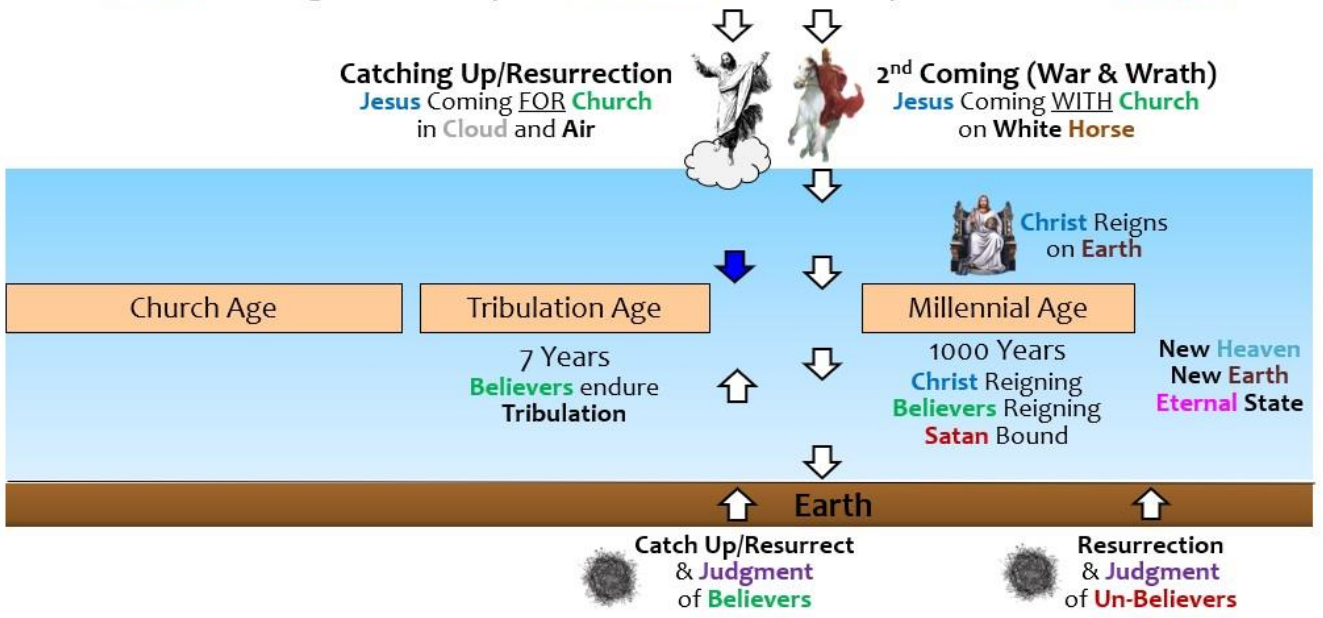 Catching Up/Resurrection
Jesus Coming FOR Church
in Cloud and Air
2nd Coming (War & Wrath)
Jesus Coming WITH Church
on White Horse
Christ Reigns
on Earth
Church Age
Tribulation Age
Millennial Age
7 Years
Believers endure
Tribulation
1000 Years
Christ Reigning
Believers Reigning
Satan Bound
New Heaven
New Earth
Eternal State
Earth
Catch Up/Resurrect
& Judgment
of Believers
Resurrection
& Judgment
of Un-Believers